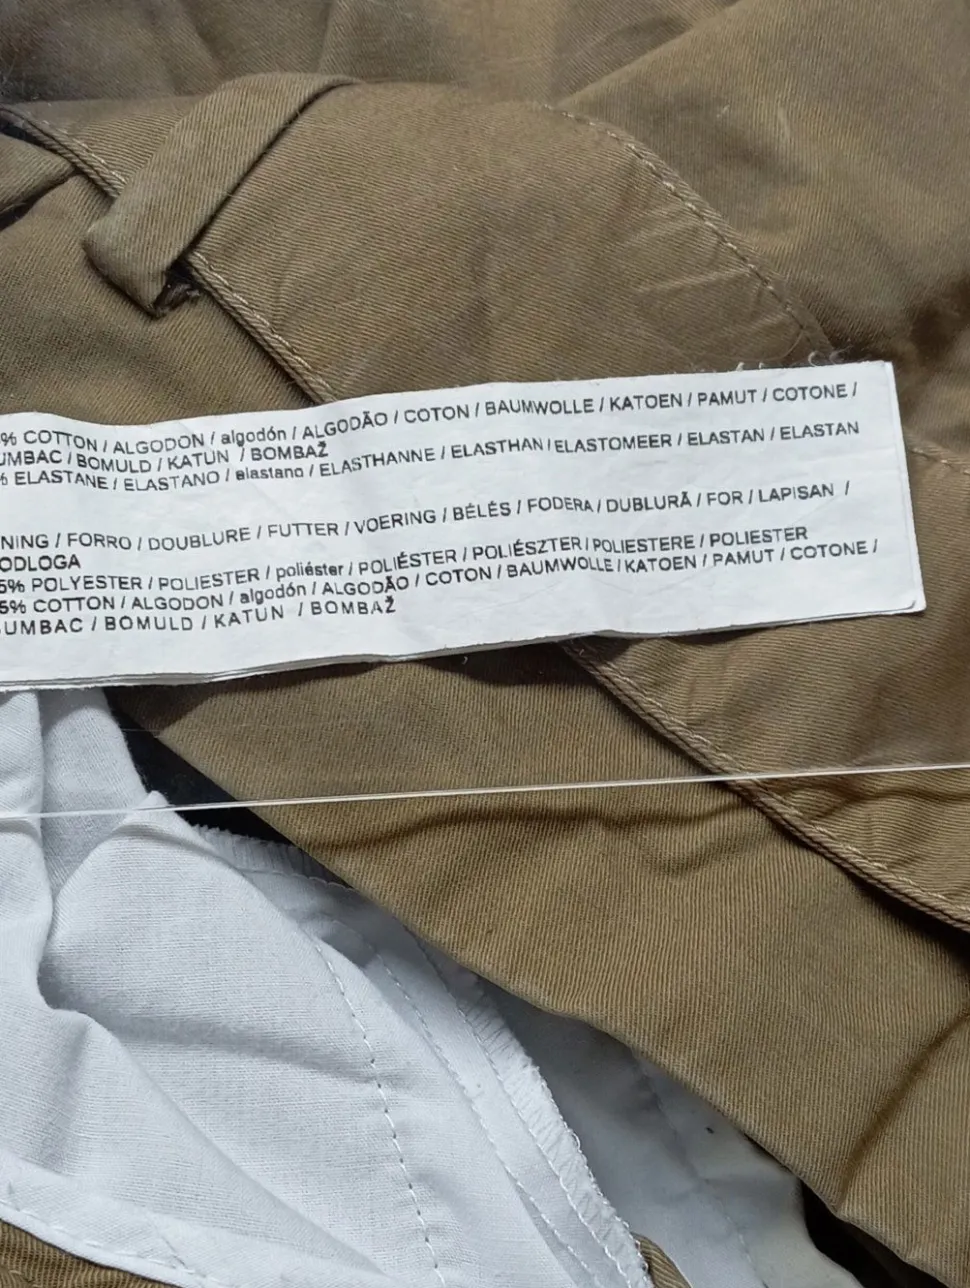 % COTTON / ALGODON / algodón / ALGODÃO / COTON / BAUMWOLLE / KATOEN / PAMUT / COTONE /
UMBAC / BOMULD / KATUN / BOMBAŽ
% ELASTANE / ELASTANO / elastano / ELASTHANNE / ELASTHAN / ELASTOMEER / ELASTAN / ELASTAN
NING / FORRO / DOUBLURE / FUTTER / VOERING / BÉLÉS / FODERA / DUBLURĂ / FOR / LAPISAN /
ODLOGA
5% POLYESTER / POLIESTER / poliéster / POLIÉSTER / POLIÉSZTER / POLIESTERE / POLIESTER
5% COTTON / ALGODON / algodón / ALGODÃO / COTON / BAUMWOLLE / KATOEN / PAMUT / COTONE /
UMBAC / BOMULD / KATUN / BOMBAŽ